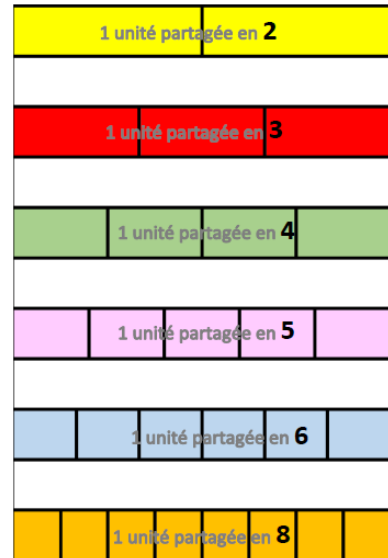 1 unité partagée en 2
1 unité partagée en 3
1 unité partagée en 4
1 unité partagée en 5
1 unité partagée en 6
1 unité partagée en 8